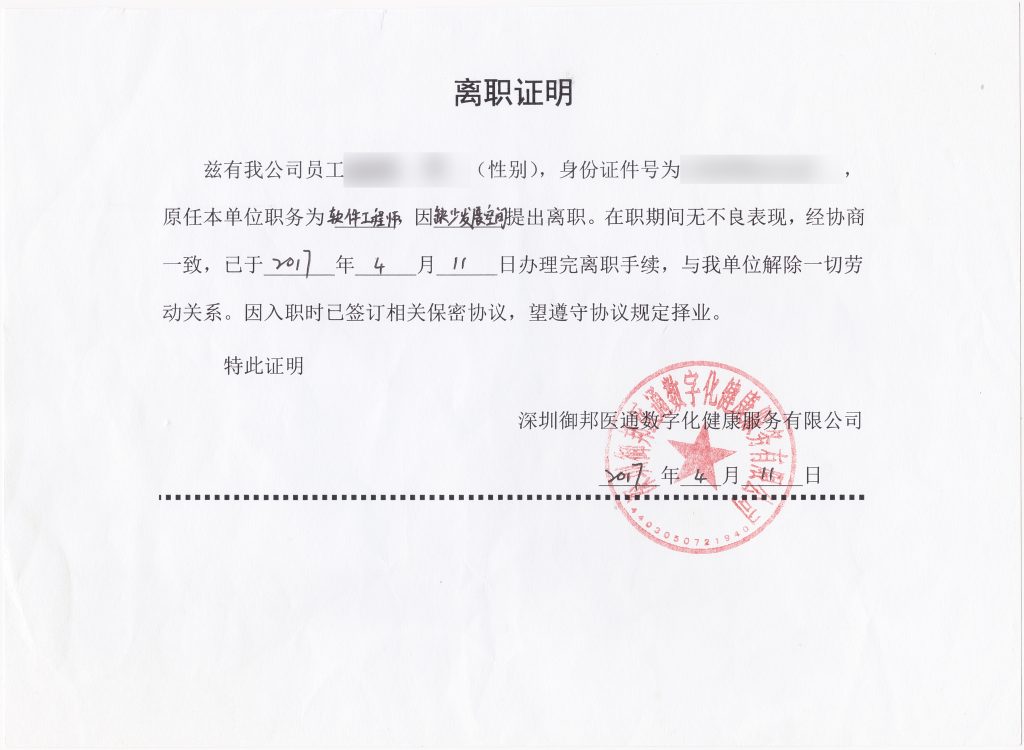 离职证明
兹有我公司员工（性别），身份证件号为，
原任本单位职务为软件工程师 因缺少发展空间提出离职。在职期间无不良表现，经协商
一致，已于2017年4月11日办理完离职手续，与我单位解除一切劳
动关系。因入职时已签订相关保密协议，望遵守协议规定择业。
特此证明
深圳御邦医通数字化健康服务有限公司
2017年4月11日
深圳御邦医通数字化健康服务有限公司
4403050721940